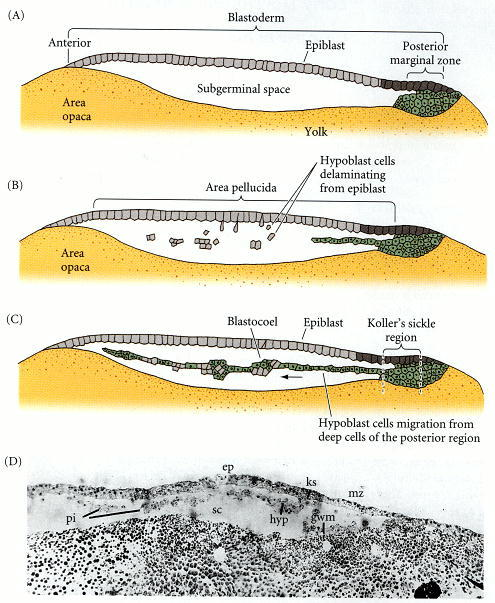 (A)
Blastoderm
Anterior
Epiblast
Posterior
marginal zone
Subgerminal space
Area
opaca
Yolk
(B)
Hypoblast cells
delaminating
from epiblast
Area pellucida
Area
opaca
(C)
Blastocoel
Epiblast
Koller's sickle
region
Hypoblast cells migration from
deep cells of the posterior region
(D)
ep
ks
mz
pi
sc
hyp
gwm